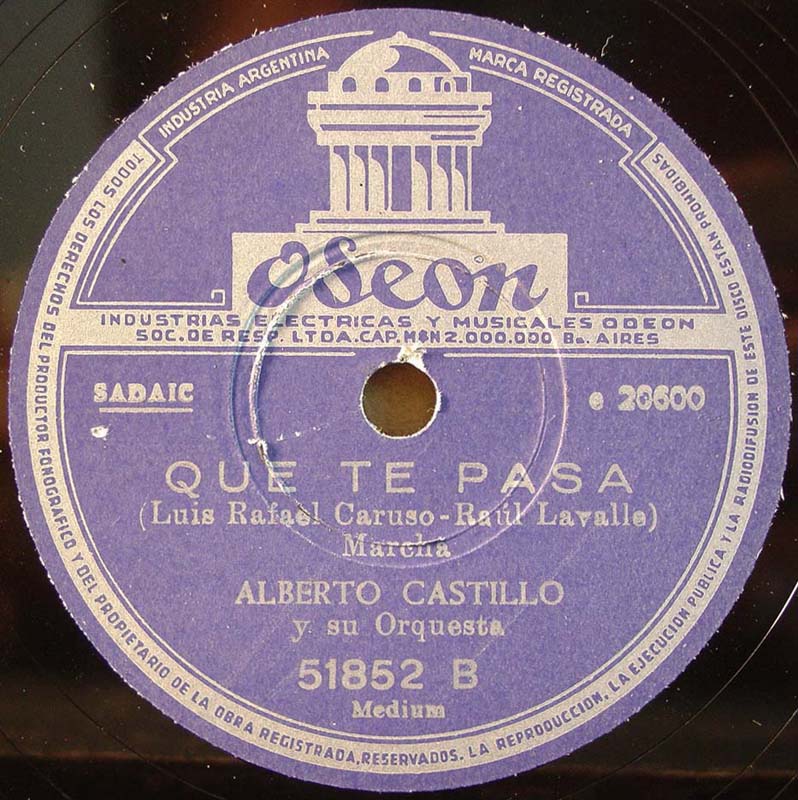 INDUSTRIA ARGENTINA
MARCA REGISTRADA
Odeon
INDUSTRIAS ELECTRICAS Y MUSICALES ODEON
SOC. DE RESP. LTDA. CAP. M$N 2.000.000 Bs. AIRES
SADAIC
e 20600
QUE TE PASA
(Luis Rafael Caruso - Raúl Lavalle)
Marcha
ALBERTO CASTILLO
y su Orquesta
51852 B
Medium
TODOS LOS DERECHOS DEL PRODUCTOR FONOGRAFICO Y DEL PROPIETARIO DE LA OBRA REGISTRADA, RESERVADOS. LA REPRODUCCION, LA EJECUCION PUBLICA Y LA RADIODIFUSION DE ESTE DISCO ESTAN PROHIBIDAS